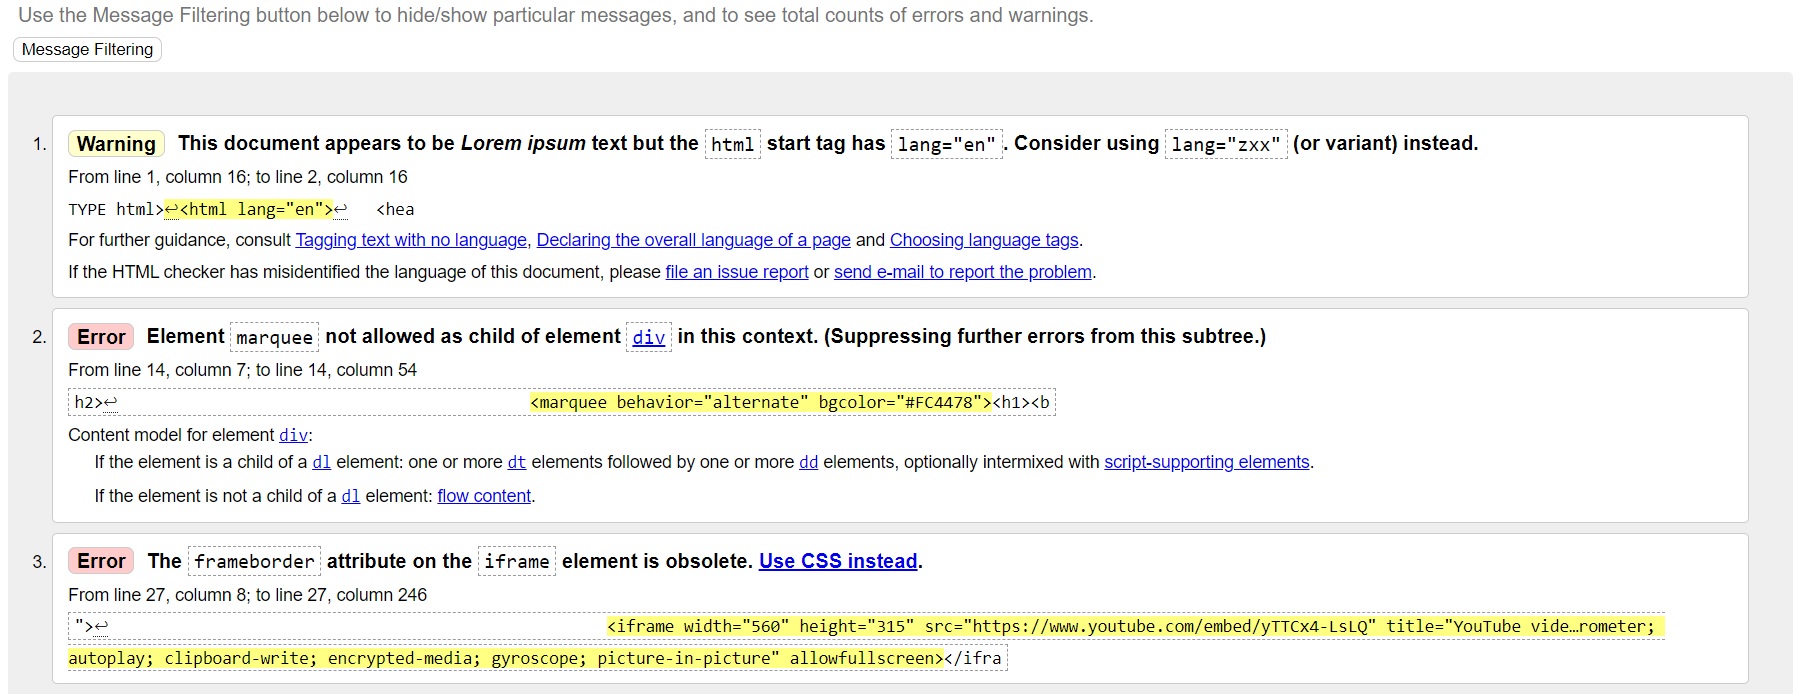 Use the Message Filtering button below to hide/show particular messages, and to see total counts of errors and warnings.
Message Filtering
1. Warning This document appears to be Lorem ipsum text but the html start tag has lang="en". Consider using lang="zxx" (or variant) instead.
From line 1, column 16; to line 2, column 16
TYPE html>↩<html lang="en">↩   <hea
For further guidance, consult Tagging text with no language, Declaring the overall language of a page and Choosing language tags.
If the HTML checker has misidentified the language of this document, please file an issue report or send e-mail to report the problem.
2. Error Element marquee not allowed as child of element div in this context. (Suppressing further errors from this subtree.)
From line 14, column 7; to line 14, column 54
h2>↩ <marquee behavior="alternate" bgcolor="#FC4478"><h1><b
Content model for element div:
If the element is a child of a dl element: one or more dt elements followed by one or more dd elements, optionally intermixed with script-supporting elements.
If the element is not a child of a dl element: flow content.
3. Error The frameborder attribute on the iframe element is obsolete. Use CSS instead.
From line 27, column 8; to line 27, column 246
">↩ <iframe width="560" height="315" src="https://www.youtube.com/embed/yTTCx4-LsLQ" title="YouTube vide…rometer;
autoplay; clipboard-write; encrypted-media; gyroscope; picture-in-picture" allowfullscreen></ifra